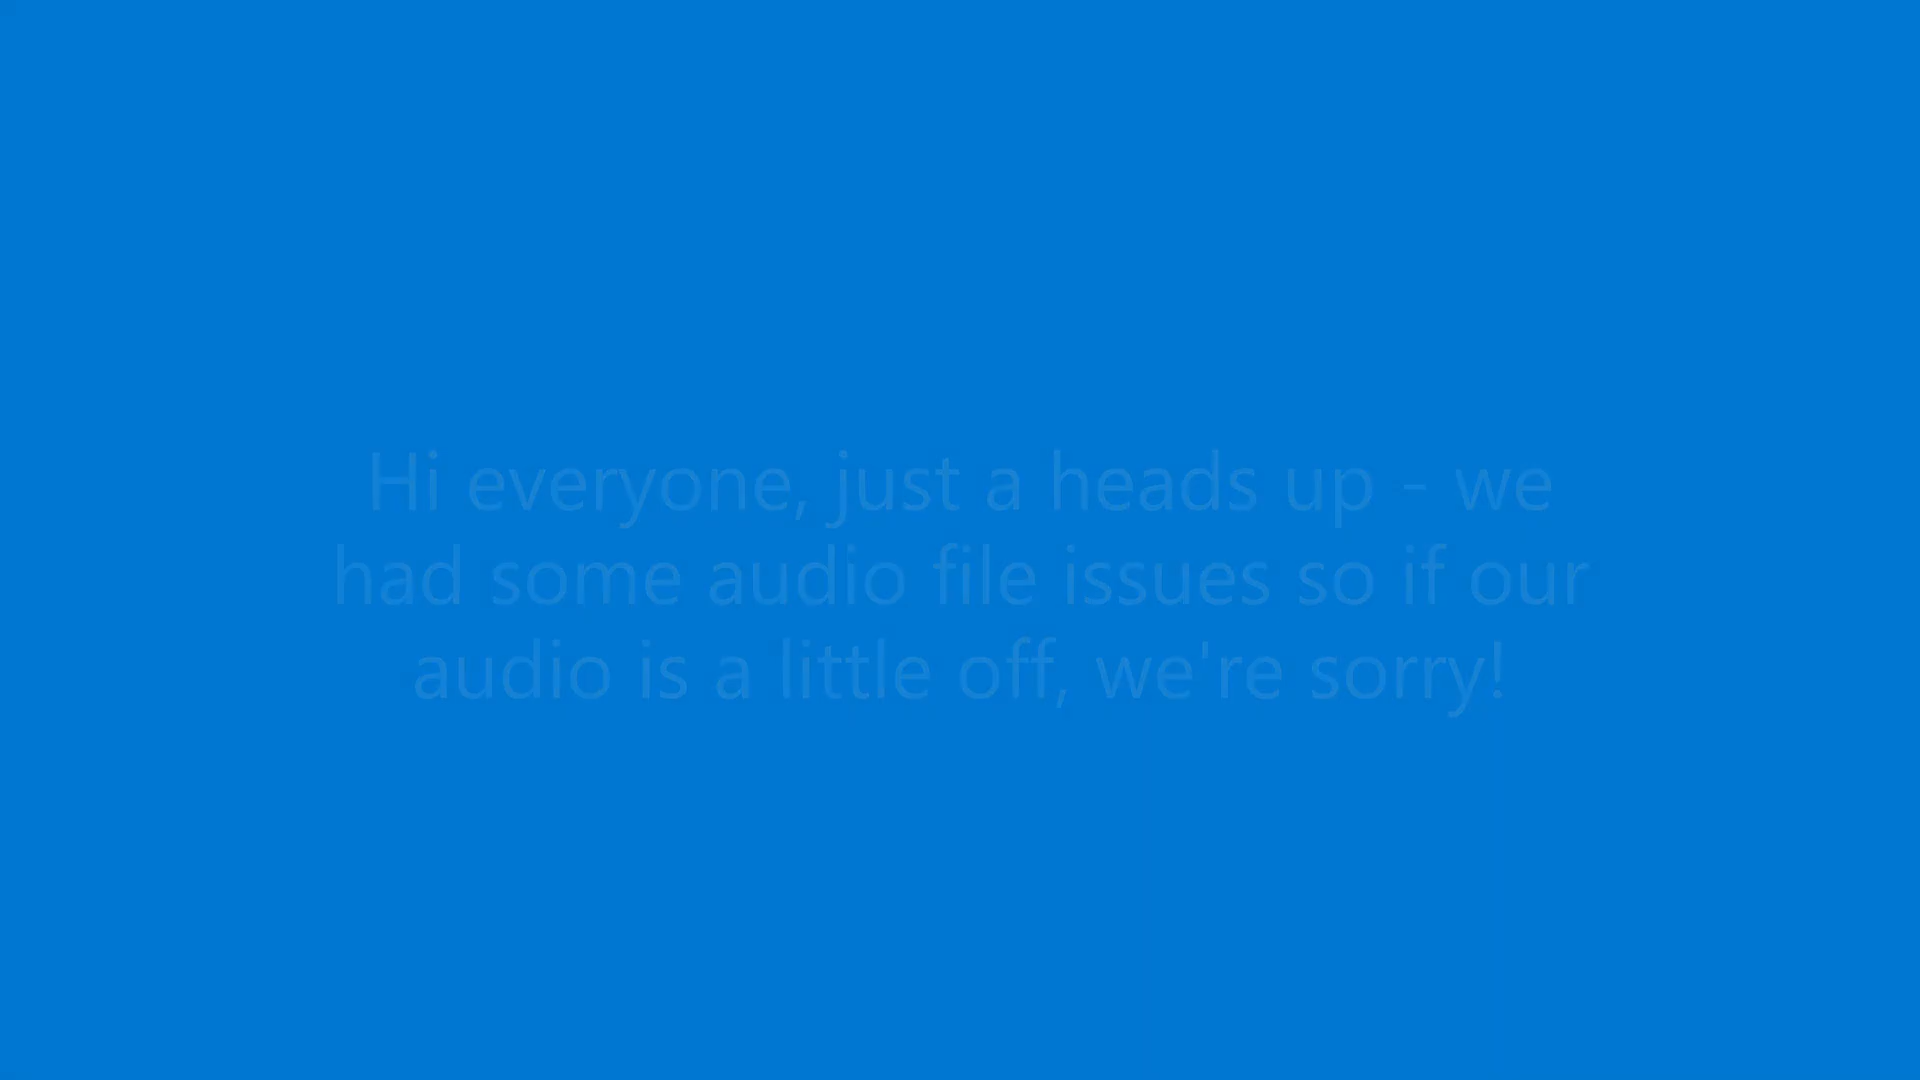 Hi everyone, just a heads up - we
had some audio file issues so if our
audio is a little off, we're sorry!